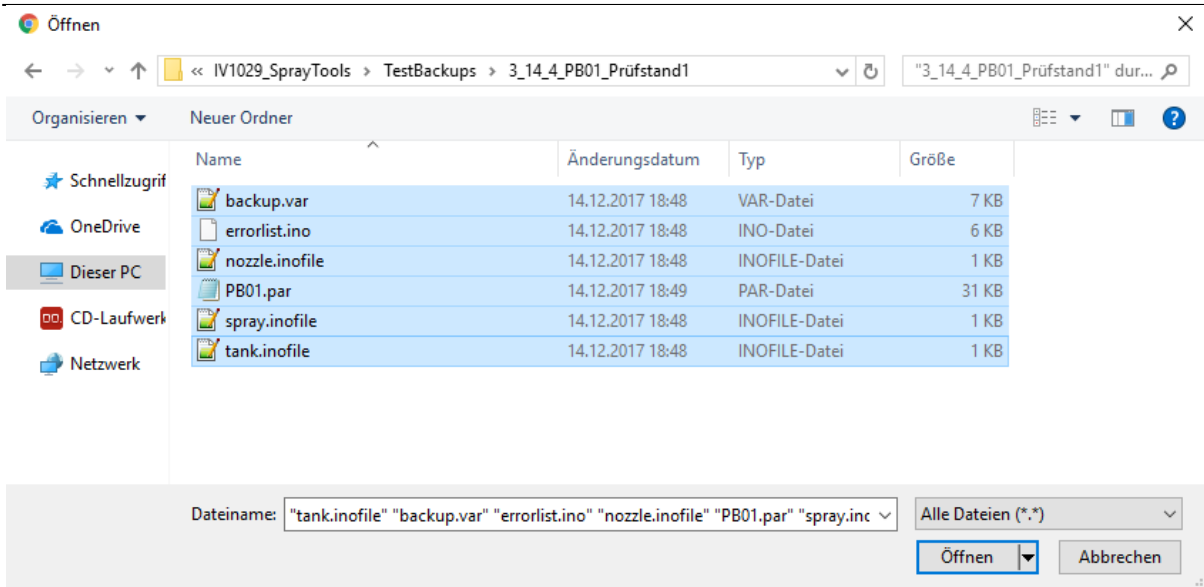 Öffnen
« IV1029_SprayTools > TestBackups > 3_14_4_PB01_Prüfstand1
"3_14_4_PB01_Prüfstand1" dur...
Organisieren Neuer Ordner
Name Änderungsdatum Typ Größe
Schnellzugrif
OneDrive
Dieser PC
CD-Laufwerk
Netzwerk
backup.var 14.12.2017 18:48 VAR-Datei 7 KB
errorlist.ino 14.12.2017 18:48 INO-Datei 6 KB
nozzle.inofile 14.12.2017 18:48 INOFILE-Datei 1 KB
PB01.par 14.12.2017 18:49 PAR-Datei 31 KB
spray.inofile 14.12.2017 18:48 INOFILE-Datei 1 KB
tank.inofile 14.12.2017 18:48 INOFILE-Datei 1 KB
Dateiname: "tank.inofile" "backup.var" "errorlist.ino" "nozzle.inofile" "PB01.par" "spray.inc
Alle Dateien (*.*)
Öffnen Abbrechen